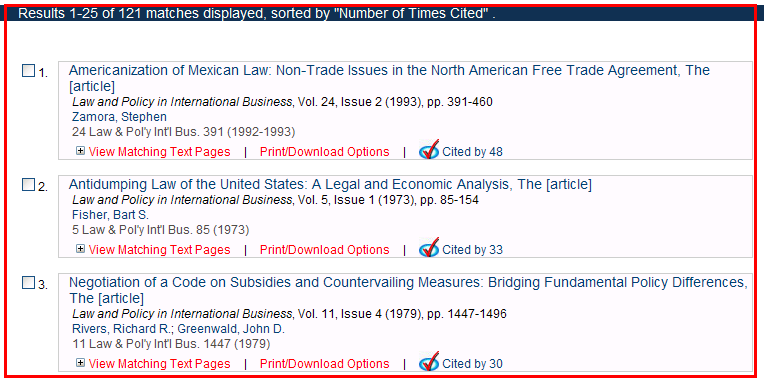 Results 1-25 of 121 matches displayed, sorted by "Number of Times Cited" .
1. Americanization of Mexican Law: Non-Trade Issues in the North American Free Trade Agreement, The
[article]
Law and Policy in International Business, Vol. 24, Issue 2 (1993), pp. 391-460
Zamora, Stephen
24 Law & Pol'y Int'l Bus. 391 (1992-1993)
View Matching Text Pages | Print/Download Options | Cited by 48
2. Antidumping Law of the United States: A Legal and Economic Analysis, The [article]
Law and Policy in International Business, Vol. 5, Issue 1 (1973), pp. 85-154
Fisher, Bart S.
5 Law & Pol'y Int'l Bus. 85 (1973)
View Matching Text Pages | Print/Download Options | Cited by 33
3. Negotiation of a Code on Subsidies and Countervailing Measures: Bridging Fundamental Policy Differences,
The [article]
Law and Policy in International Business, Vol. 11, Issue 4 (1979), pp. 1447-1496
Rivers, Richard R.; Greenwald, John D.
11 Law & Pol'y Int'l Bus. 1447 (1979)
View Matching Text Pages | Print/Download Options | Cited by 30